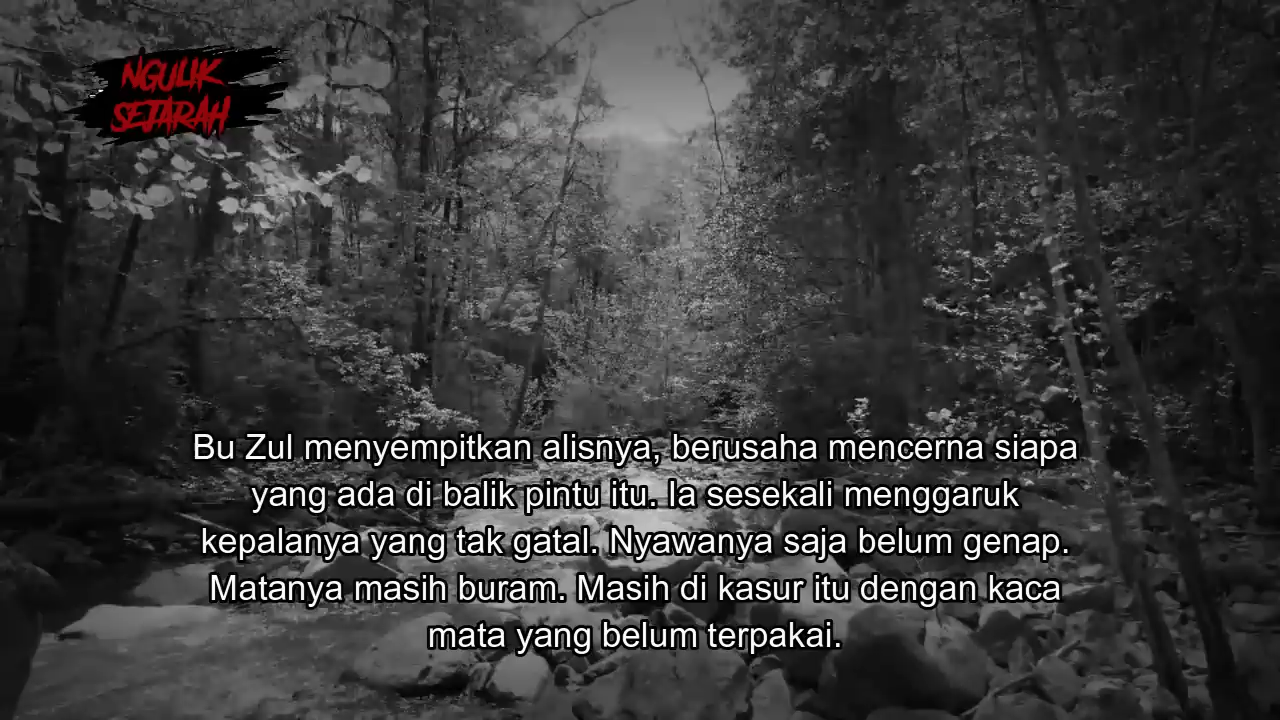 NGULIK
SEJARAH
Bu Zul menyempitkan alisnya, berusaha mencerna siapa
yang ada di balik pintu itu. Ia sesekali menggaruk
kepalanya yang tak gatal. Nyawanya saja belum genap.
Matanya masih buram. Masih di kasur itu dengan kaca
mata yang belum terpakai.